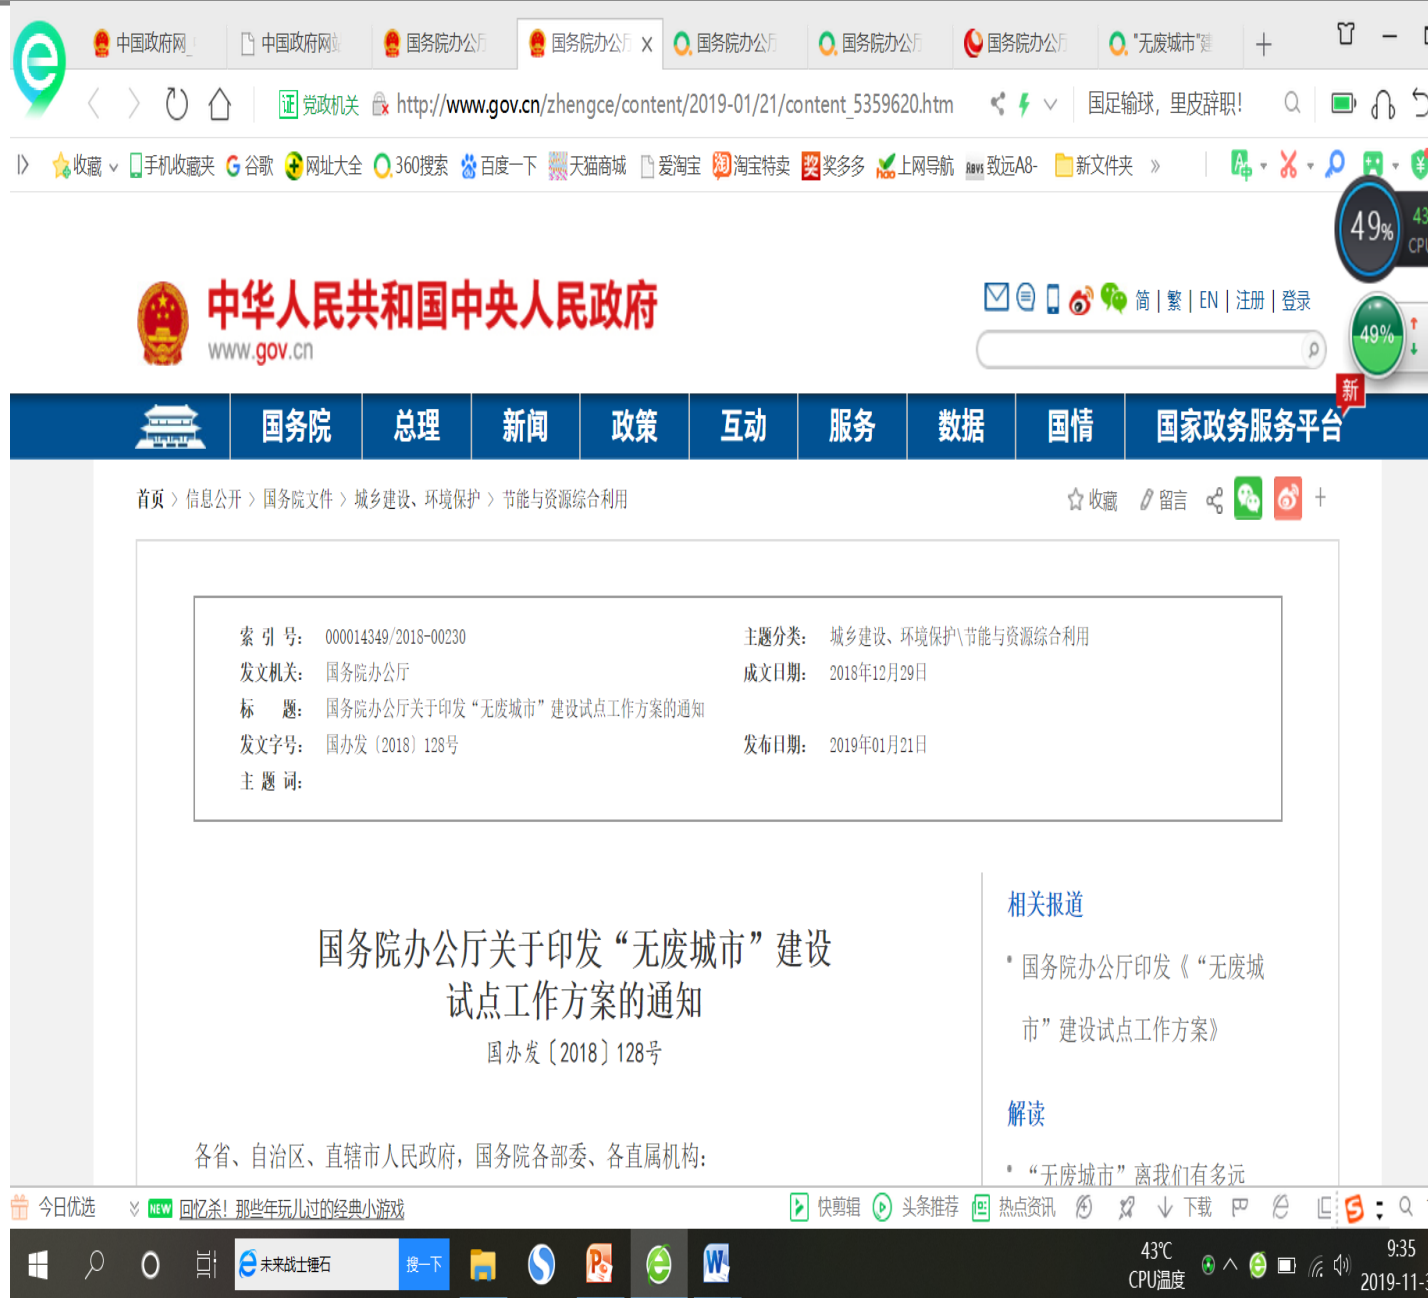 中国政府网_ 中国政府网站 国务院办公厅 国务院办公厅 × 国务院办公厅 国务院办公厅 国务院办公厅 "无废城市"建
证 党政机关 http://www.gov.cn/zhengce/content/2019-01/21/content_5359620.htm 国足输球，里皮辞职！
收藏 手机收藏夹 谷歌 网址大全 360搜索 百度一下 天猫商城 爱淘宝 淘宝特卖 奖多多 上网导航 致远A8- 新文件夹 »
49% 43
CPU
中华人民共和国中央人民政府
www.gov.cn
简 | 繁 | EN | 注册 | 登录
49%
新
国务院 总理 新闻 政策 互动 服务 数据 国情 国家政务服务平台
首页 > 信息公开 > 国务院文件 > 城乡建设、环境保护 > 节能与资源综合利用
收藏 留言
索 引 号： 000014349/2018-00230 主题分类： 城乡建设、环境保护\节能与资源综合利用
发文机关： 国务院办公厅 成文日期： 2018年12月29日
标 题： 国务院办公厅关于印发“无废城市”建设试点工作方案的通知
发文字号： 国办发〔2018〕128号 发布日期： 2019年01月21日
主 题 词：
国务院办公厅关于印发“无废城市”建设
试点工作方案的通知
国办发〔2018〕128号
各省、自治区、直辖市人民政府，国务院各部委、各直属机构：
相关报道
国务院办公厅印发《“无废城
市”建设试点工作方案》
解读
“无废城市”离我们有多远
今日优选 NEW 回忆杀！那些年玩儿过的经典小游戏 快剪辑 头条推荐 热点资讯 下载
未来战士锤石 搜一下
43℃
CPU温度
9:35
2019-11-